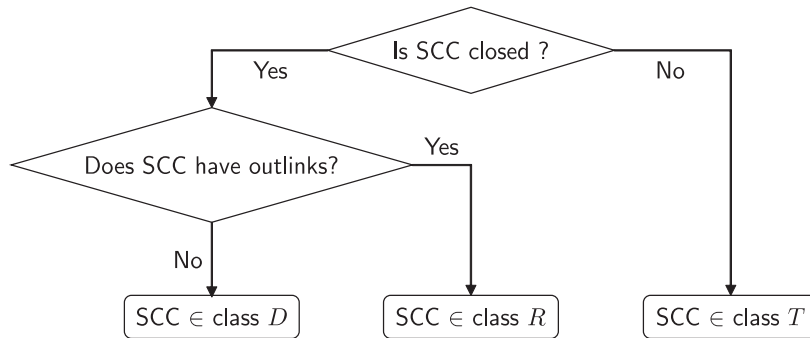 Is SCC closed ?
Yes
No
Does SCC have outlinks?
Yes
No
SCC ∈ class D
SCC ∈ class R
SCC ∈ class T